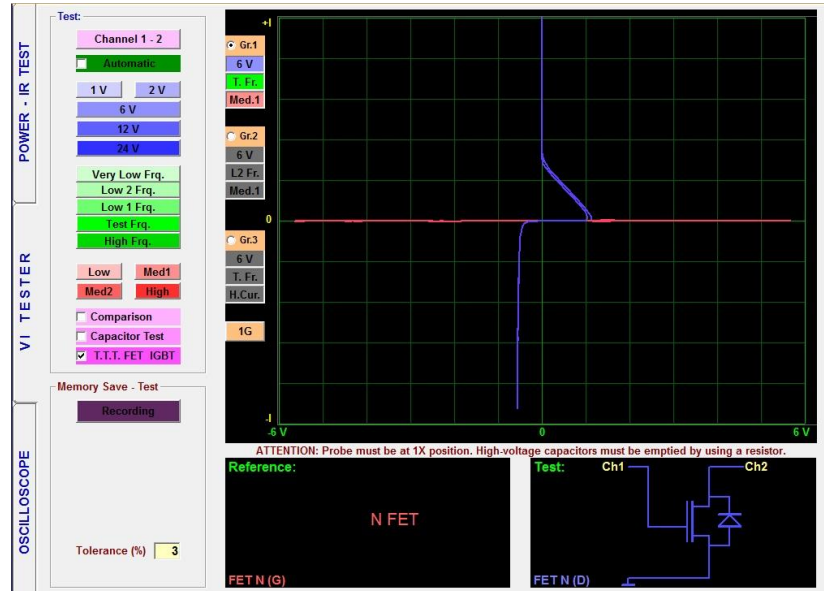 POWER - IR TEST
VI TESTER
OSCILLOSCOPE
Test:
Channel 1 - 2
Automatic
1 V
2 V
6 V
12 V
24 V
Very Low Frq.
Low 2 Frq.
Low 1 Frq.
Test Frq.
High Frq.
Low
Med1
Med2
High
Comparison
Capacitor Test
T.T.T. FET IGBT
Memory Save - Test
Recording
Tolerance (%) 3
Gr.1
6 V
T. Fr.
Med.1
Gr.2
6 V
L2 Fr.
Med.1
Gr.3
6 V
T. Fr.
H.Cur.
1G
+I
0
-I
-6 V
0
6 V
ATTENTION: Probe must be at 1X position. High-voltage capacitors must be emptied by using a resistor.
Reference:
N FET
FET N (G)
Test:
Ch1
Ch2
FET N (D)